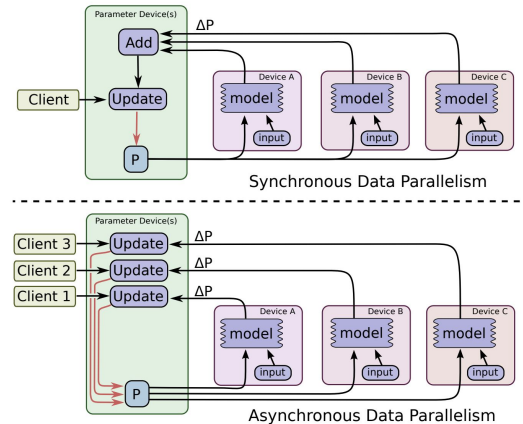 Parameter Device(s)
ΔP
Add
Device A
Device B
Device C
Client
Update
model
model
model
input
input
input
P
Synchronous Data Parallelism
Parameter Device(s)
Client 3
Update
ΔP
Client 2
Update
ΔP
Client 1
Update
ΔP
Device A
Device B
Device C
model
model
model
input
input
input
P
Asynchronous Data Parallelism